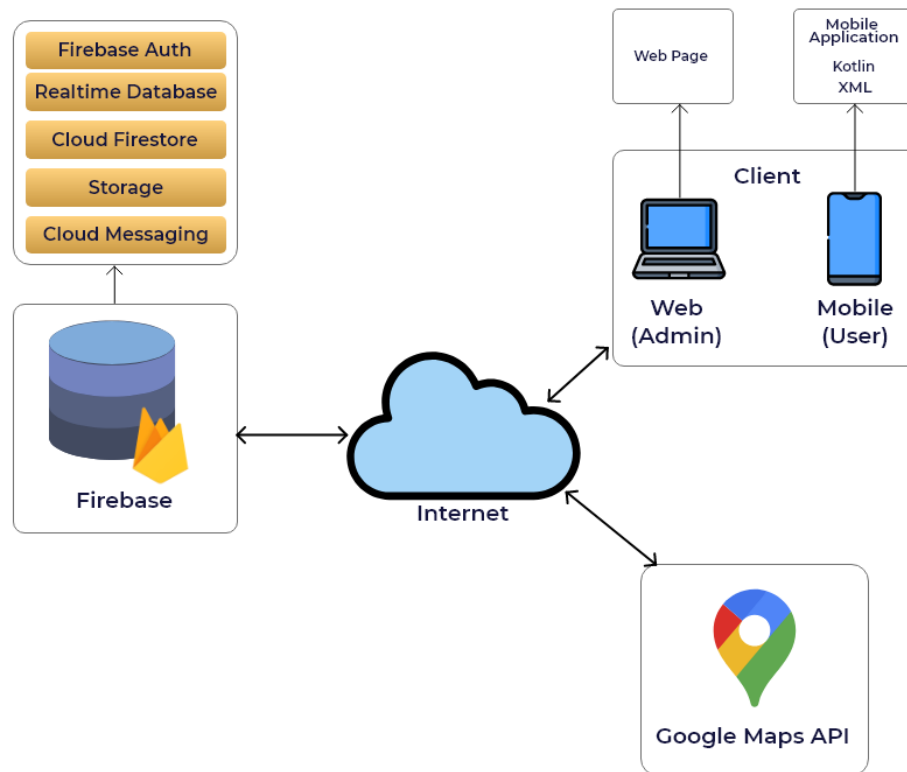 Firebase Auth
Realtime Database
Cloud Firestore
Storage
Cloud Messaging
Firebase
Internet
Web Page
Mobile
Application
Kotlin
XML
Client
Web
(Admin)
Mobile
(User)
Google Maps API